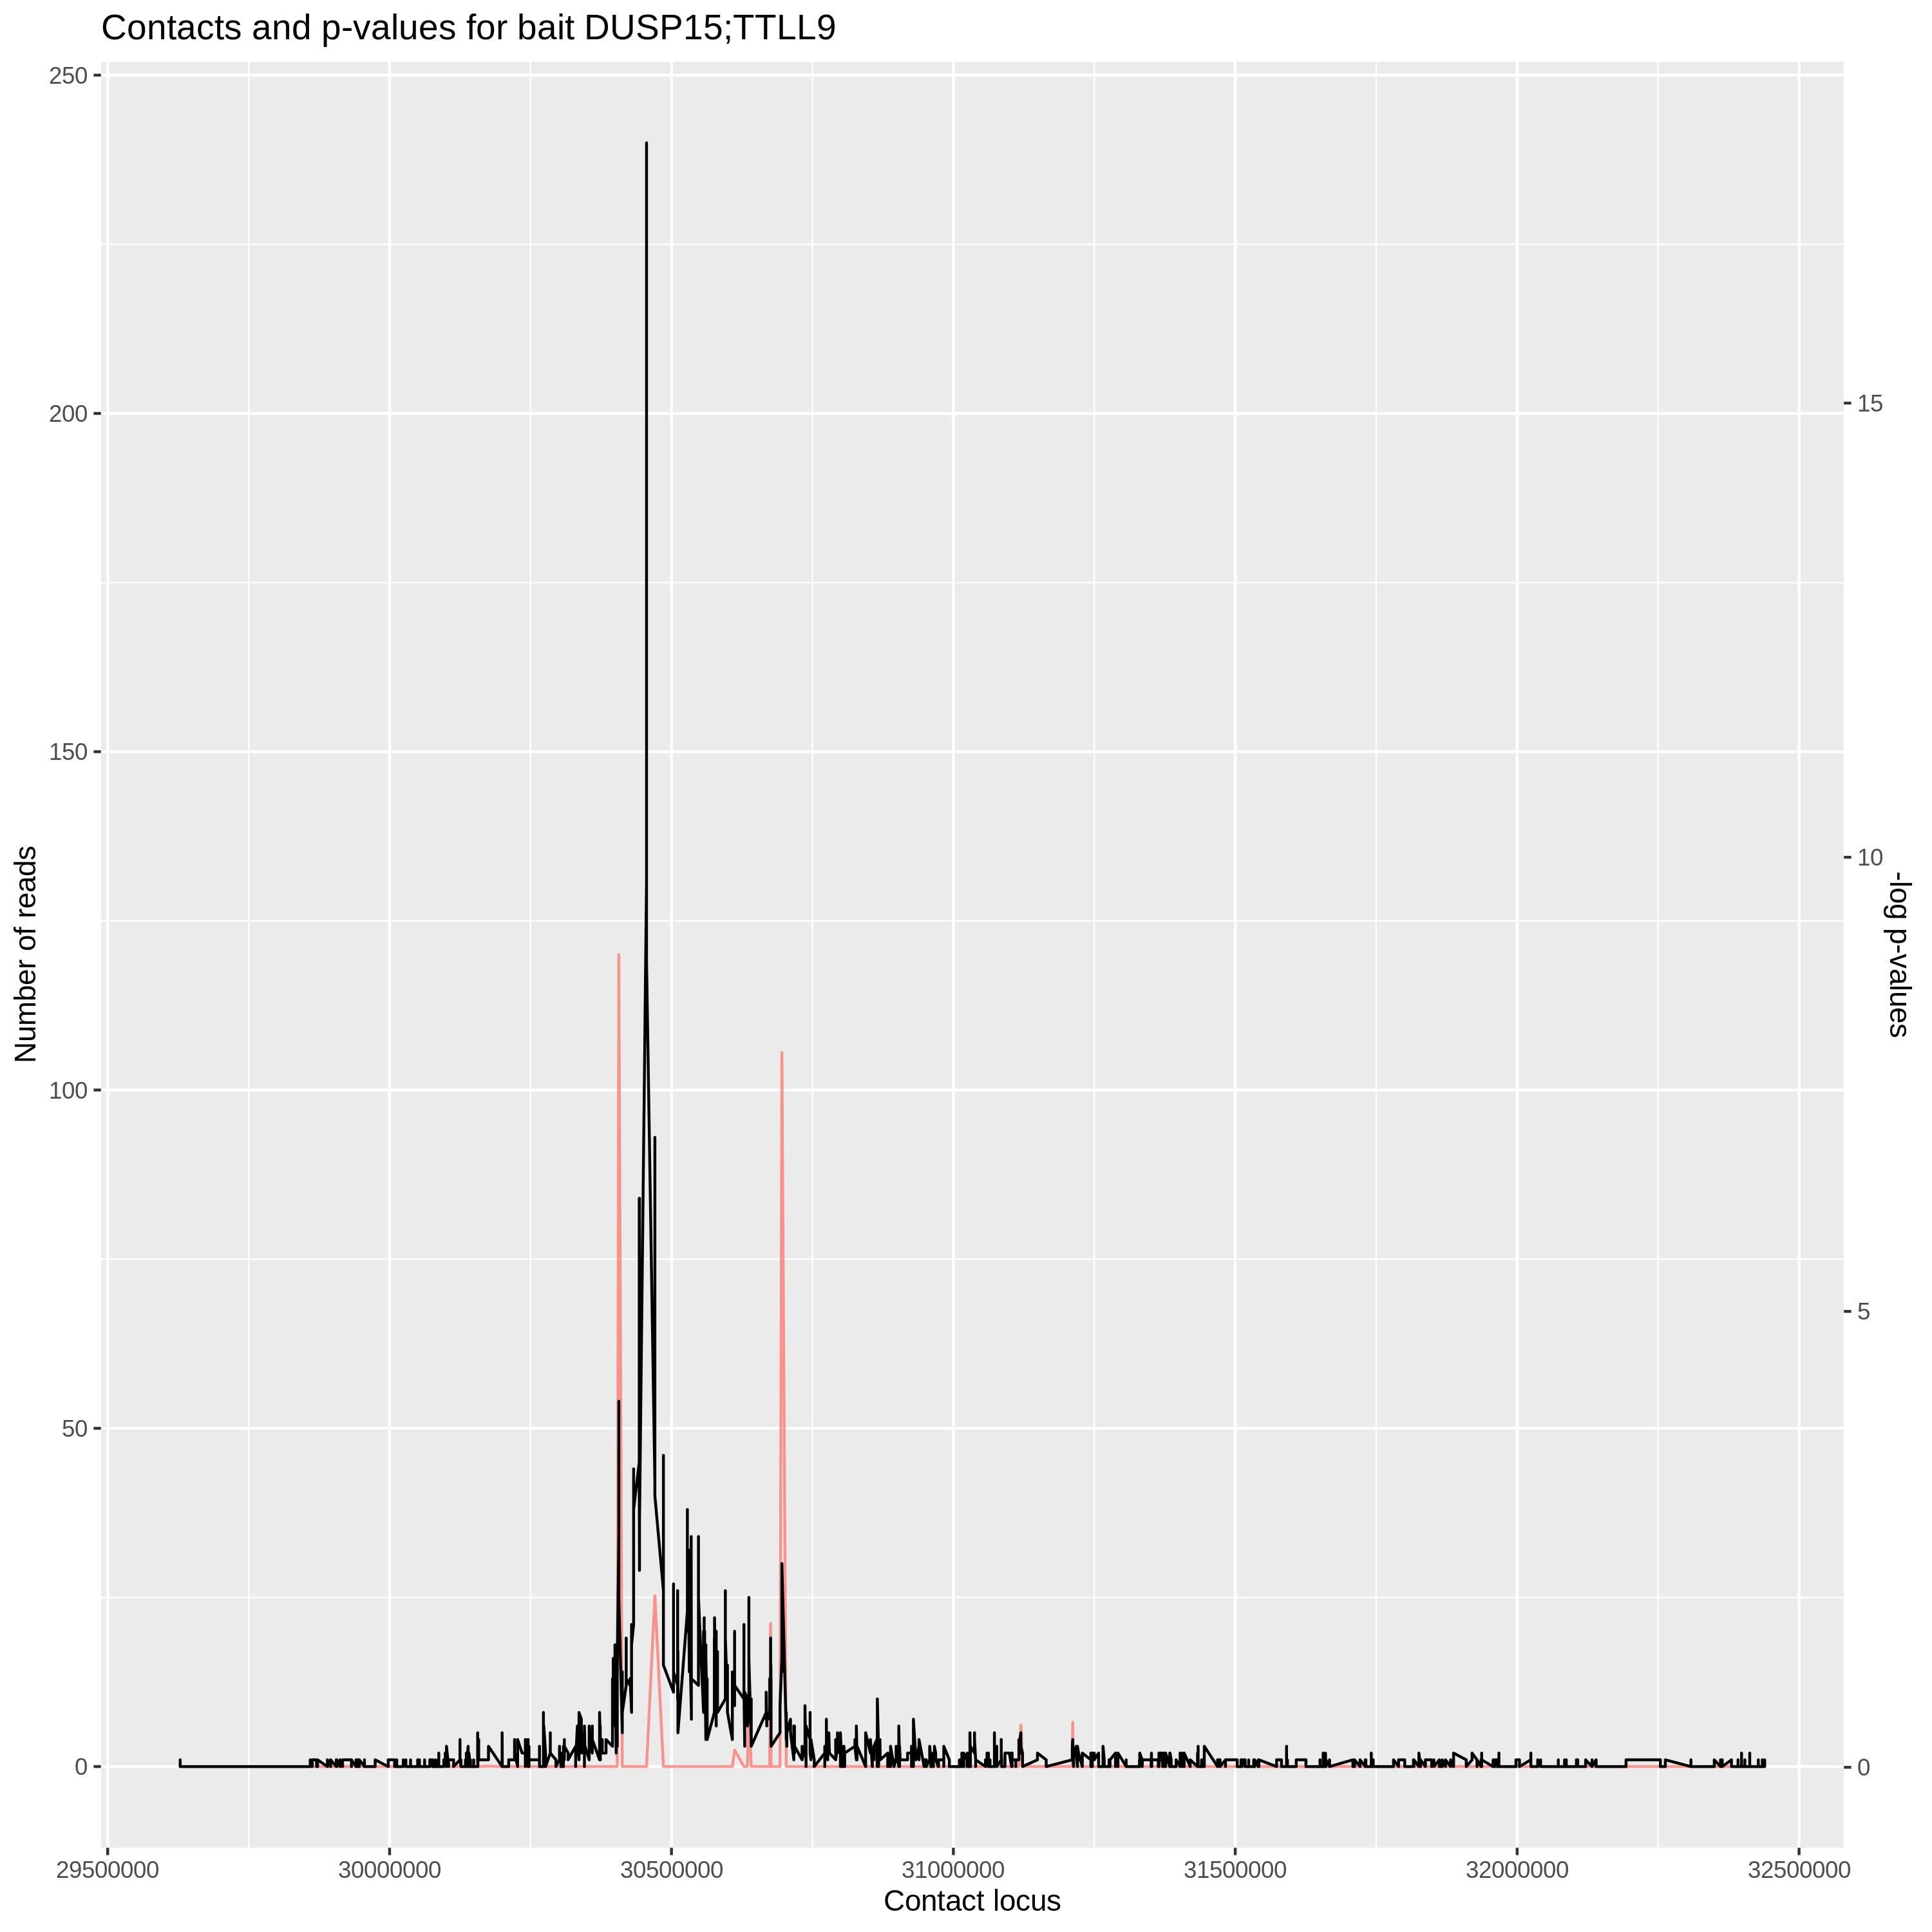 Contacts and p-values for bait DUSP15;TTLL9
250
200
150
100
50
0
Number of reads
15
10
5
0
-log p-values
29500000 30000000 30500000 31000000 31500000 32000000 32500000
Contact locus